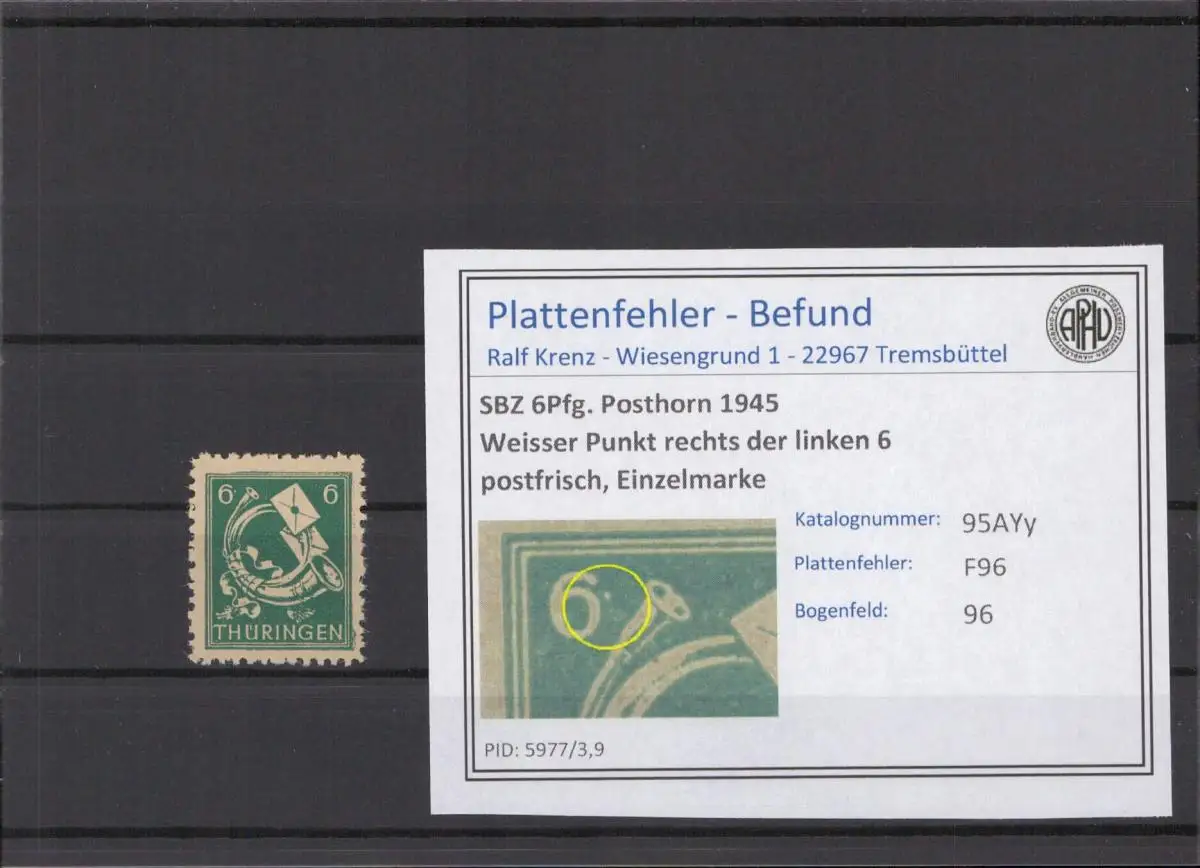 6 6
THÜRINGEN
Plattenfehler - Befund
Ralf Krenz - Wiesengrund 1 - 22967 Tremsbüttel
APHV
SBZ 6Pfg. Posthorn 1945
Weisser Punkt rechts der linken 6
postfrisch, Einzelmarke
6
Katalognummer: 95AYy
Plattenfehler: F96
Bogenfeld: 96
PID: 5977/3,9